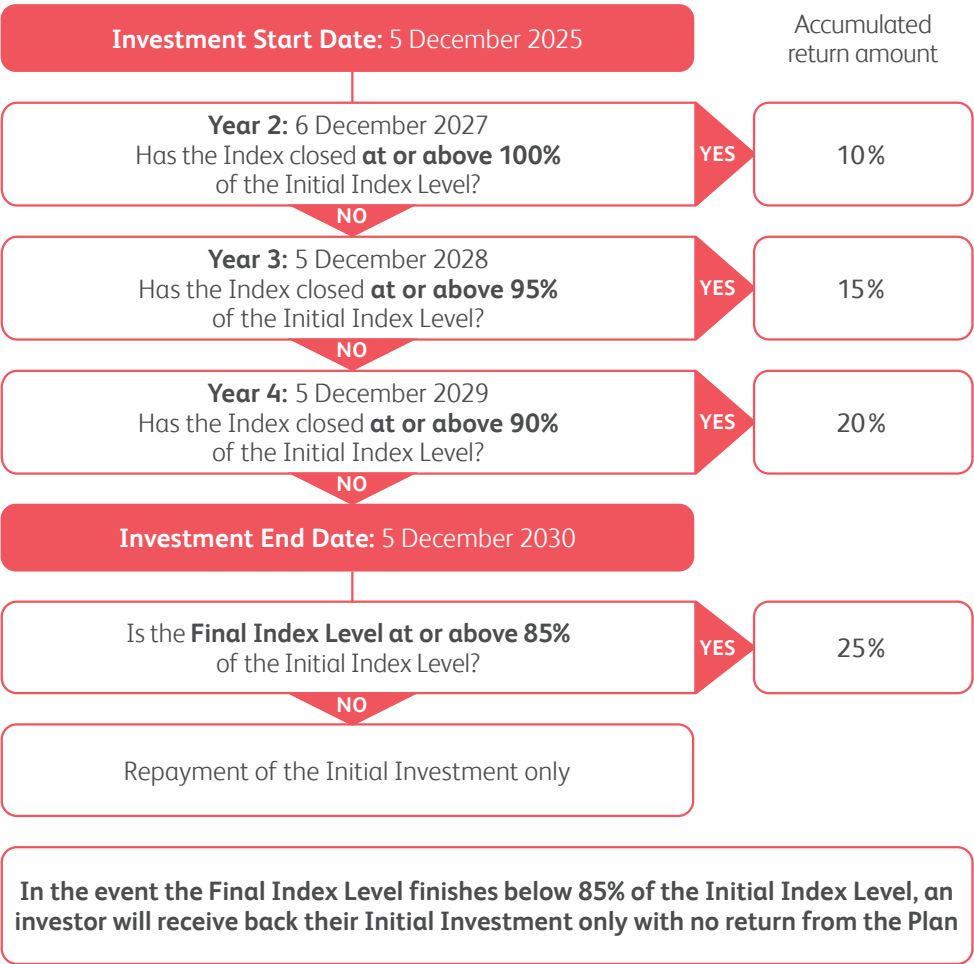 Investment Start Date: 5 December 2025
Accumulated
return amount
Year 2: 6 December 2027
Has the Index closed at or above 100%
of the Initial Index Level?
YES
10%
NO
Year 3: 5 December 2028
Has the Index closed at or above 95%
of the Initial Index Level?
YES
15%
NO
Year 4: 5 December 2029
Has the Index closed at or above 90%
of the Initial Index Level?
YES
20%
NO
Investment End Date: 5 December 2030
Is the Final Index Level at or above 85%
of the Initial Index Level?
YES
25%
NO
Repayment of the Initial Investment only
In the event the Final Index Level finishes below 85% of the Initial Index Level, an
investor will receive back their Initial Investment only with no return from the Plan